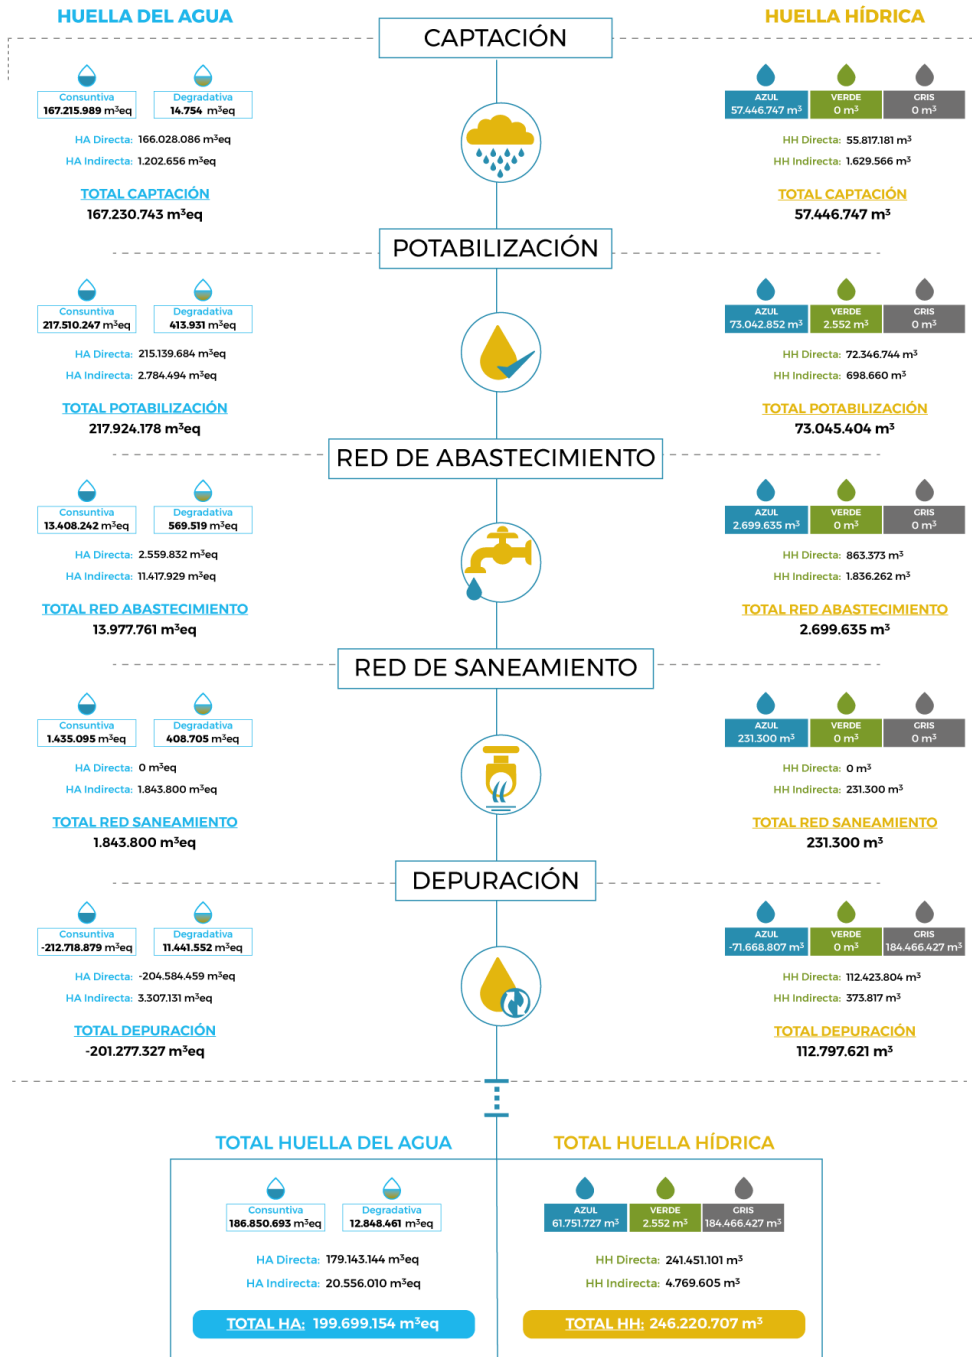 HUELLA DEL AGUA
HUELLA HÍDRICA
CAPTACIÓN
Consuntiva
167.215.989 m³eq
Degradativa
14.754 m³eq
HA Directa: 166.028.086 m³eq
HA Indirecta: 1.202.656 m³eq
TOTAL CAPTACIÓN
167.230.743 m³eq
AZUL
57.446.747 m³
VERDE
0 m³
GRIS
0 m³
HH Directa: 55.817.181 m³
HH Indirecta: 1.629.566 m³
TOTAL CAPTACIÓN
57.446.747 m³
POTABILIZACIÓN
Consuntiva
217.510.247 m³eq
Degradativa
413.931 m³eq
HA Directa: 215.139.684 m³eq
HA Indirecta: 2.784.494 m³eq
TOTAL POTABILIZACIÓN
217.924.178 m³eq
AZUL
73.042.852 m³
VERDE
2.552 m³
GRIS
0 m³
HH Directa: 72.346.744 m³
HH Indirecta: 698.660 m³
TOTAL POTABILIZACIÓN
73.045.404 m³
RED DE ABASTECIMIENTO
Consuntiva
13.408.242 m³eq
Degradativa
569.519 m³eq
HA Directa: 2.559.832 m³eq
HA Indirecta: 11.417.929 m³eq
TOTAL RED ABASTECIMIENTO
13.977.761 m³eq
AZUL
2.699.635 m³
VERDE
0 m³
GRIS
0 m³
HH Directa: 863.373 m³
HH Indirecta: 1.836.262 m³
TOTAL RED ABASTECIMIENTO
2.699.635 m³
RED DE SANEAMIENTO
Consuntiva
1.435.095 m³eq
Degradativa
408.705 m³eq
HA Directa: 0 m³eq
HA Indirecta: 1.843.800 m³eq
TOTAL RED SANEAMIENTO
1.843.800 m³eq
AZUL
231.300 m³
VERDE
0 m³
GRIS
0 m³
HH Directa: 0 m³
HH Indirecta: 231.300 m³
TOTAL RED SANEAMIENTO
231.300 m³
DEPURACIÓN
Consuntiva
-212.718.879 m³eq
Degradativa
11.441.552 m³eq
HA Directa: -204.584.459 m³eq
HA Indirecta: 3.307.131 m³eq
TOTAL DEPURACIÓN
-201.277.327 m³eq
AZUL
-71.668.807 m³
VERDE
0 m³
GRIS
184.466.427 m³
HH Directa: 112.423.804 m³
HH Indirecta: 373.817 m³
TOTAL DEPURACIÓN
112.797.621 m³
TOTAL HUELLA DEL AGUA
Consuntiva
186.850.693 m³eq
Degradativa
12.848.461 m³eq
HA Directa: 179.143.144 m³eq
HA Indirecta: 20.556.010 m³eq
TOTAL HA: 199.699.154 m³eq
TOTAL HUELLA HÍDRICA
AZUL
61.751.727 m³
VERDE
2.552 m³
GRIS
184.466.427 m³
HH Directa: 241.451.101 m³
HH Indirecta: 4.769.605 m³
TOTAL HH: 246.220.707 m³